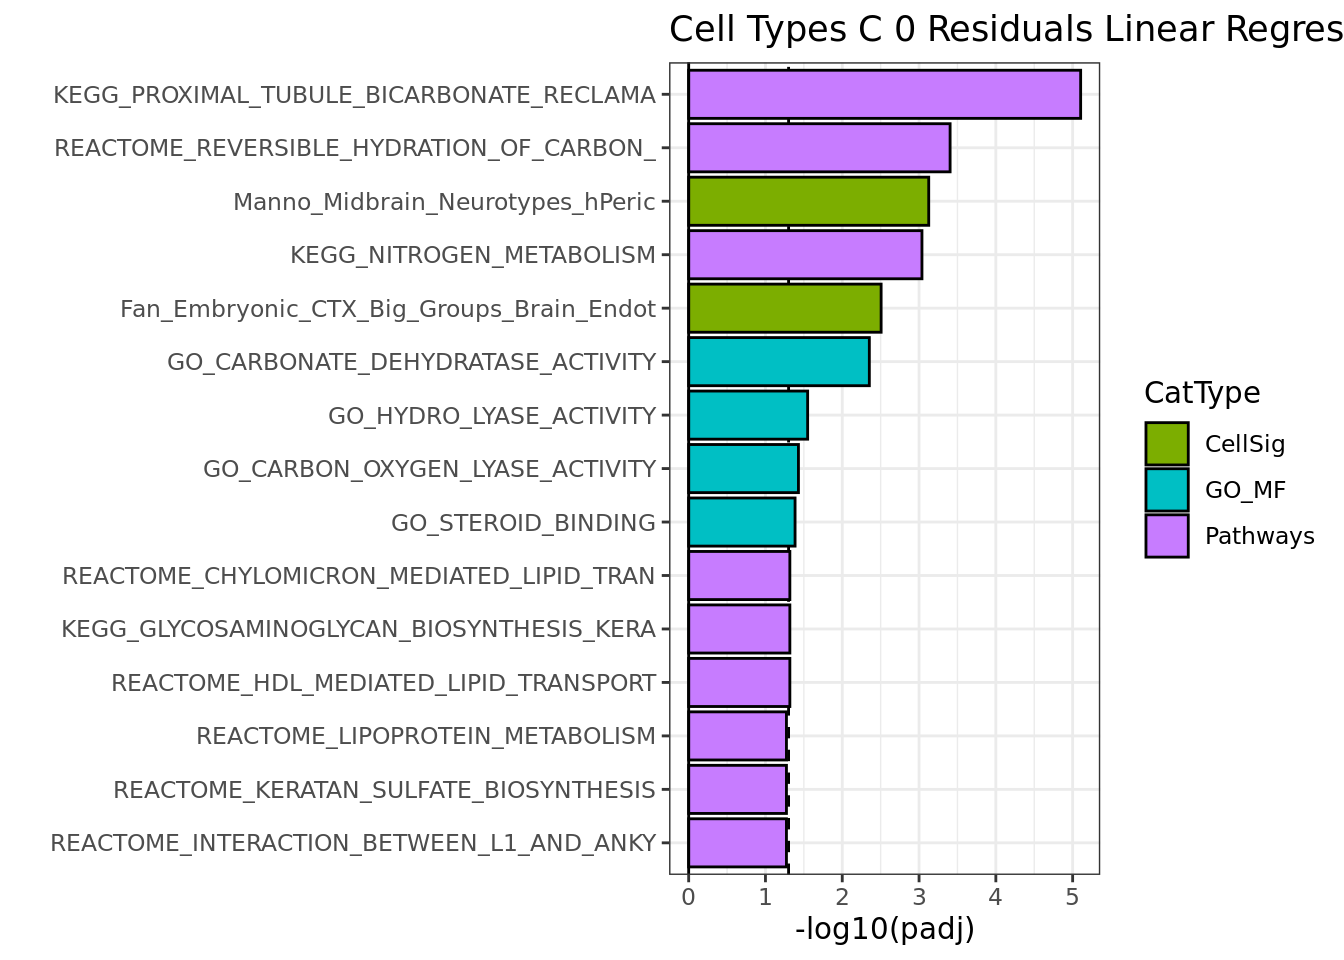 Cell Types C 0 Residuals Linear Regres
KEGG_PROXIMAL_TUBULE_BICARBONATE_RECLAMA
REACTOME_REVERSIBLE_HYDRATION_OF_CARBON_
Manno_Midbrain_Neurotypes_hPeric
KEGG_NITROGEN_METABOLISM
Fan_Embryonic_CTX_Big_Groups_Brain_Endot
GO_CARBONATE_DEHYDRATASE_ACTIVITY
GO_HYDRO_LYASE_ACTIVITY
GO_CARBON_OXYGEN_LYASE_ACTIVITY
GO_STEROID_BINDING
REACTOME_CHYLOMICRON_MEDIATED_LIPID_TRAN
KEGG_GLYCOSAMINOGLYCAN_BIOSYNTHESIS_KERA
REACTOME_HDL_MEDIATED_LIPID_TRANSPORT
REACTOME_LIPOPROTEIN_METABOLISM
REACTOME_KERATAN_SULFATE_BIOSYNTHESIS
REACTOME_INTERACTION_BETWEEN_L1_AND_ANKY
0 1 2 3 4 5
-log10(padj)
CatType
CellSig
GO_MF
Pathways